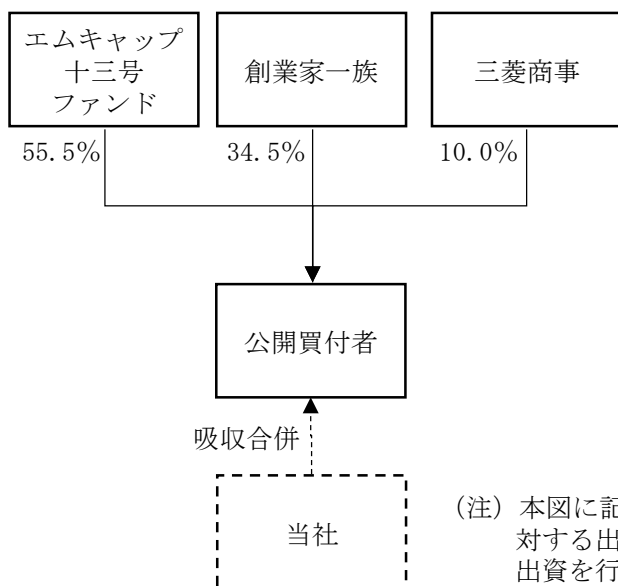 エムキャップ
十三号
ファンド
創業家一族
三菱商事
55.5%
34.5%
10.0%
公開買付者
吸収合併
当社
(注) 本図に記
対する出
出資を行